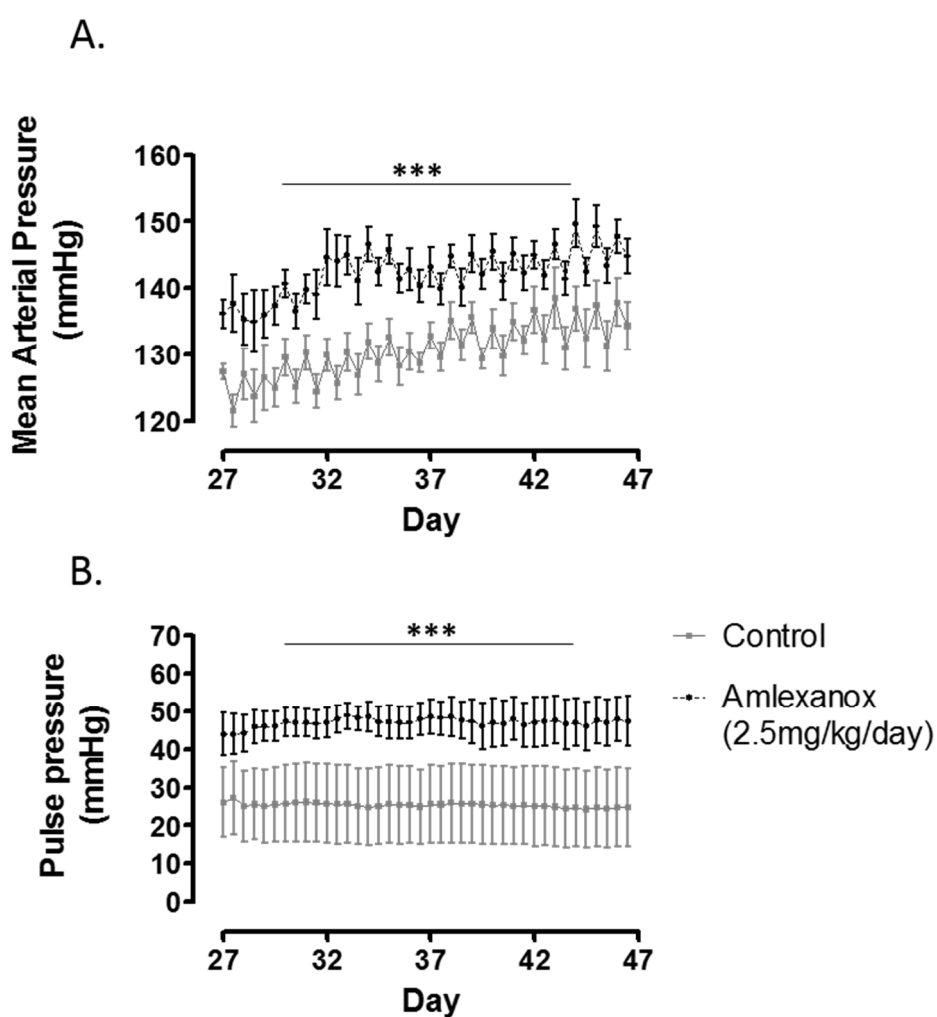 A.
Mean Arterial Pressure
(mmHg)
160
150
140
130
120
***
27
32
37
42
47
Day
B.
Pulse pressure
(mmHg)
70
60
50
40
30
20
10
0
***
27
32
37
42
47
Day
Control
Amlexanox
(2.5mg/kg/day)